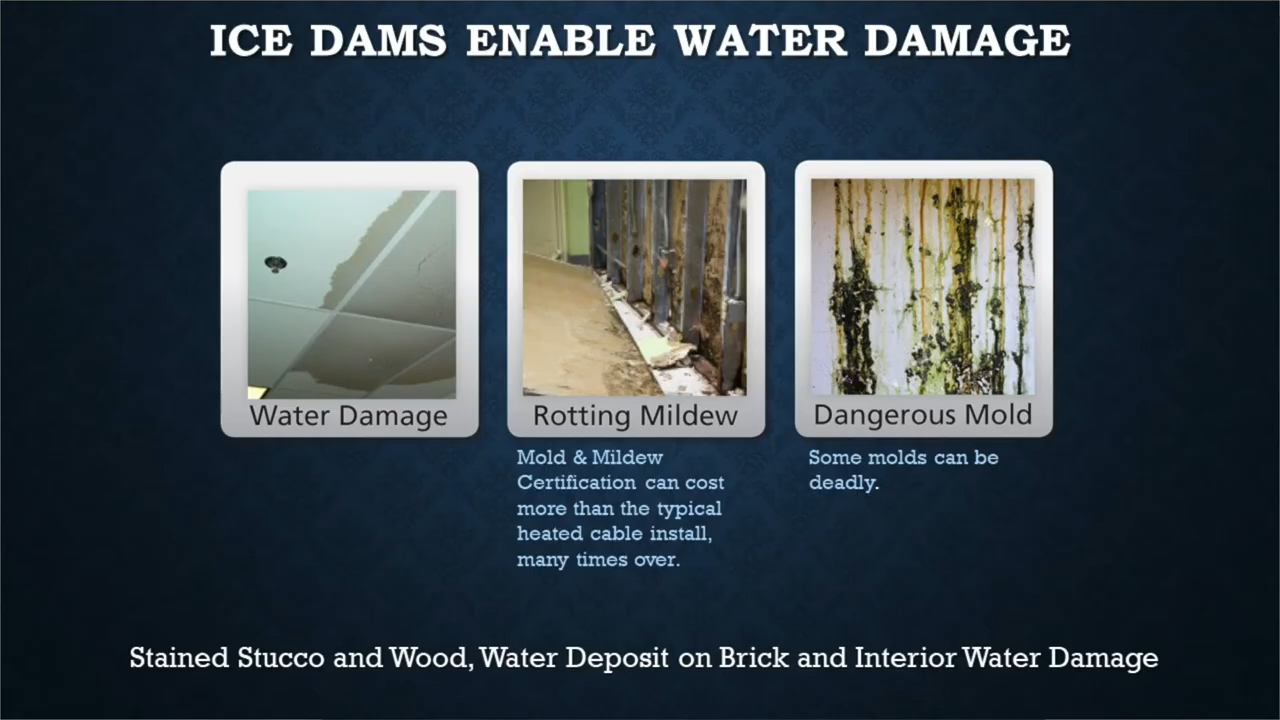 ICE DAMS ENABLE WATER DAMAGE
Water Damage
Rotting Mildew
Dangerous Mold
Mold & Mildew
Certification can cost
more than the typical
heated cable install,
many times over.
Some molds can be
deadly.
Stained Stucco and Wood, Water Deposit on Brick and Interior Water Damage